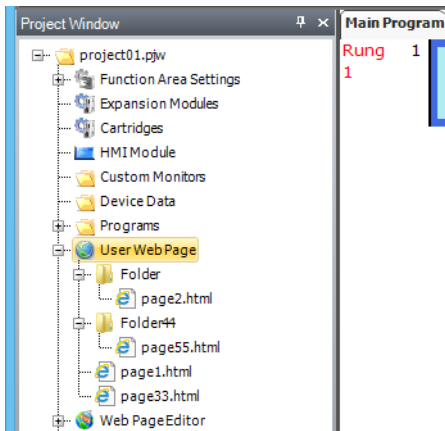 Project Window
Main Program
Rung 1
1
project01.pjw
Function Area Settings
Expansion Modules
Cartridges
HMI Module
Custom Monitors
Device Data
Programs
User Web Page
Folder
page2.html
Folder44
page55.html
page1.html
page33.html
Web Page Editor